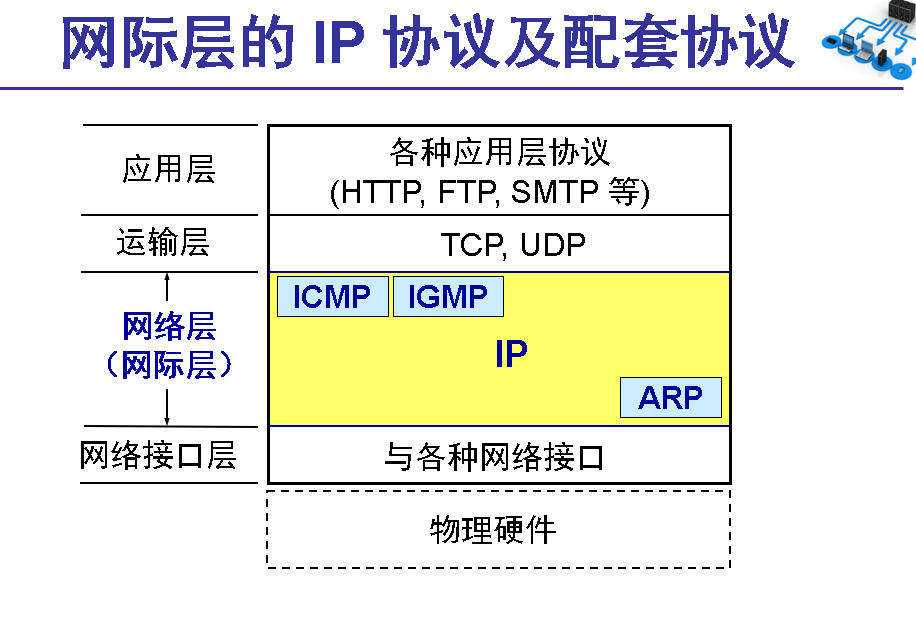 网际层的 IP 协议及配套协议
应用层
各种应用层协议
(HTTP, FTP, SMTP 等)
运输层
TCP, UDP
网络层
（网际层）
ICMP
IGMP
IP
ARP
网络接口层
与各种网络接口
物理硬件